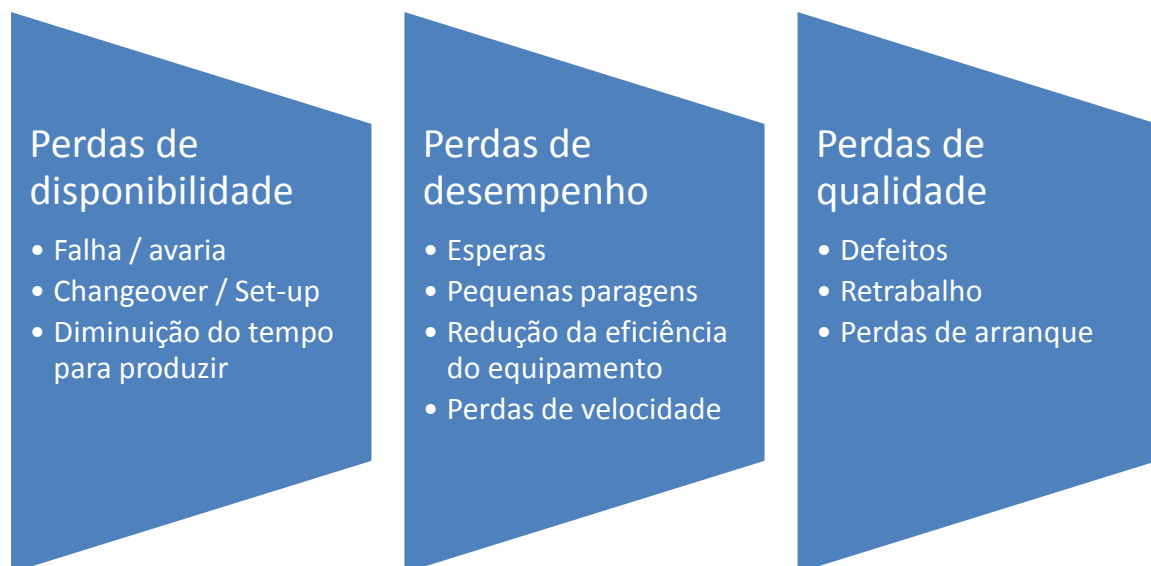 Perdas de
disponibilidade
• Falha / avaria
• Changeover / Set-up
• Diminuição do tempo
para produzir
Perdas de
desempenho
• Esperas
• Pequenas paragens
• Redução da eficiência
do equipamento
• Perdas de velocidade
Perdas de
qualidade
• Defeitos
• Retrabalho
• Perdas de arranque